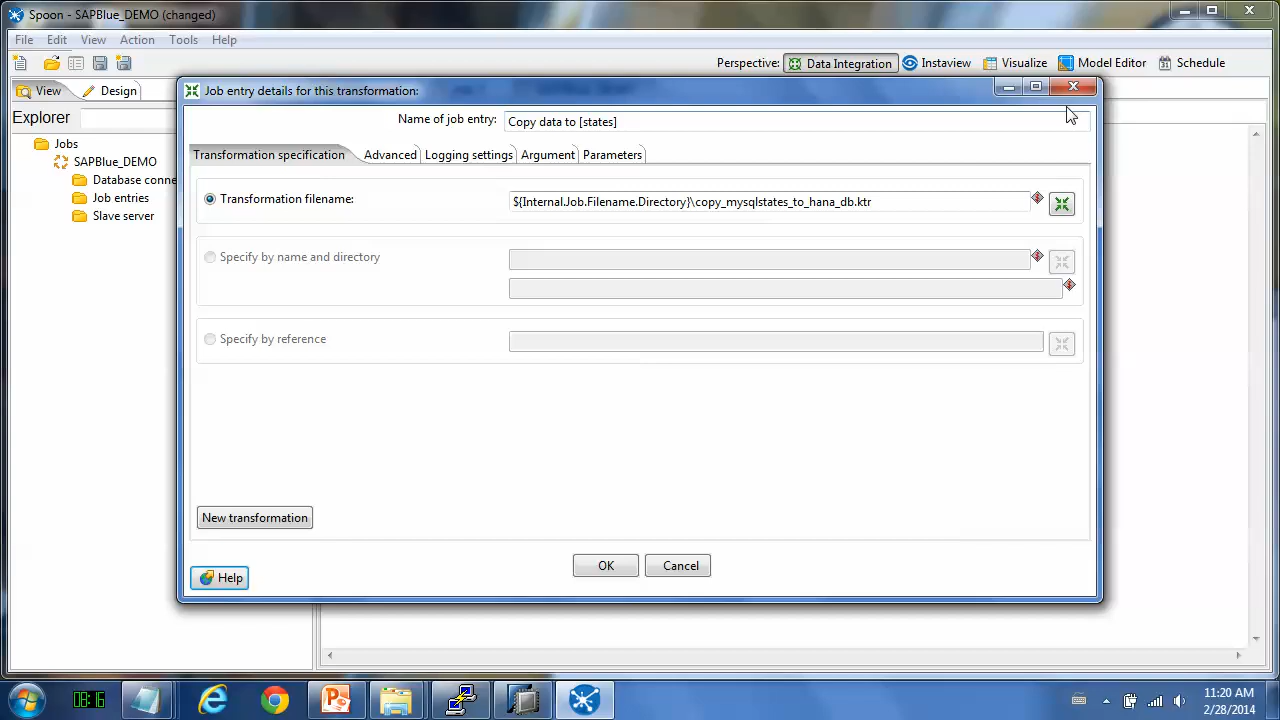 Spoon - SAPBlue_DEMO (changed)
File Edit View Action Tools Help
Perspective: Data Integration Instaview Visualize Model Editor Schedule
View Design
Explorer
Jobs
SAPBlue_DEMO
Database conne
Job entries
Slave server
Job entry details for this transformation:
Name of job entry: Copy data to [states]
Transformation specification Advanced Logging settings Argument Parameters
Transformation filename: ${Internal.Job.Filename.Directory}\copy_mysqlstates_to_hana_db.ktr
Specify by name and directory
Specify by reference
New transformation
OK Cancel
Help
11:20 AM
2/28/2014